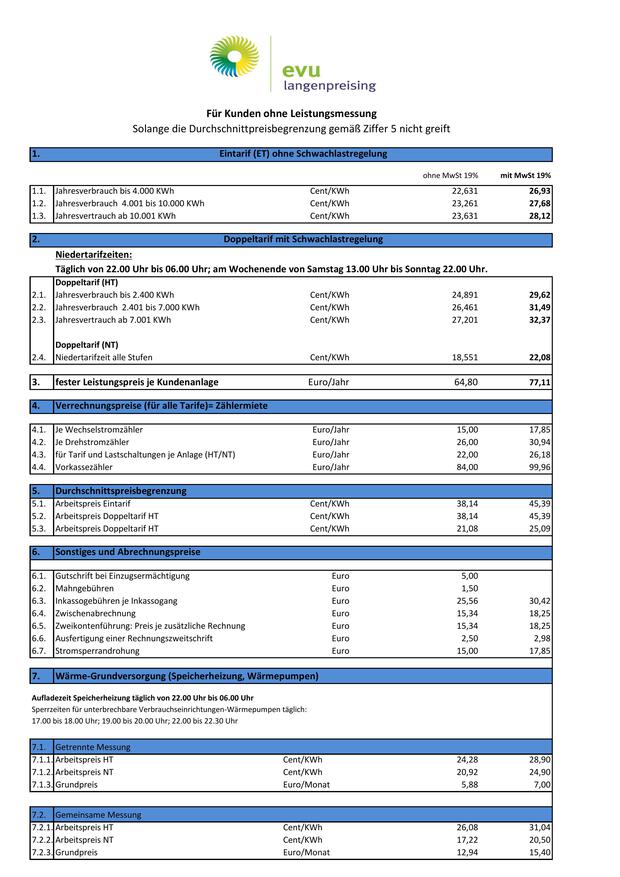 evu
langenpreising
Für Kunden ohne Leistungsmessung
Solange die Durchschnittpreisbegrenzung gemäß Ziffer 5 nicht greift
1. Eintarif (ET) ohne Schwachlastregelung
ohne MwSt 19% mit MwSt 19%
1.1. Jahresverbrauch bis 4.000 KWh Cent/KWh 22,631 26,93
1.2. Jahresverbrauch 4.001 bis 10.000 KWh Cent/KWh 23,261 27,68
1.3. Jahresvertrauch ab 10.001 KWh Cent/KWh 23,631 28,12
2. Doppeltarif mit Schwachlastregelung
Niedertarifzeiten:
Täglich von 22.00 Uhr bis 06.00 Uhr; am Wochenende von Samstag 13.00 Uhr bis Sonntag 22.00 Uhr.
Doppeltarif (HT)
2.1. Jahresverbrauch bis 2.400 KWh Cent/KWh 24,891 29,62
2.2. Jahresverbrauch 2.401 bis 7.000 KWh Cent/KWh 26,461 31,49
2.3. Jahresvertrauch ab 7.001 KWh Cent/KWh 27,201 32,37
Doppeltarif (NT)
2.4. Niedertarifzeit alle Stufen Cent/KWh 18,551 22,08
3. fester Leistungspreis je Kundenanlage Euro/Jahr 64,80 77,11
4. Verrechnungspreise (für alle Tarife)= Zählermiete
4.1. Je Wechselstromzähler Euro/Jahr 15,00 17,85
4.2. Je Drehstromzähler Euro/Jahr 26,00 30,94
4.3. für Tarif und Lastschaltungen je Anlage (HT/NT) Euro/Jahr 22,00 26,18
4.4. Vorkassezähler Euro/Jahr 84,00 99,96
5. Durchschnittspreisbegrenzung
5.1. Arbeitspreis Eintarif Cent/KWh 38,14 45,39
5.2. Arbeitspreis Doppeltarif HT Cent/KWh 38,14 45,39
5.3. Arbeitspreis Doppeltarif HT Cent/KWh 21,08 25,09
6. Sonstiges und Abrechnungspreise
6.1. Gutschrift bei Einzugsermächtigung Euro 5,00
6.2. Mahngebühren Euro 1,50
6.3. Inkassogebühren je Inkassogang Euro 25,56 30,42
6.4. Zwischenabrechnung Euro 15,34 18,25
6.5. Zweikontenführung: Preis je zusätzliche Rechnung Euro 15,34 18,25
6.6. Ausfertigung einer Rechnungszweitschrift Euro 2,50 2,98
6.7. Stromsperrandrohung Euro 15,00 17,85
7. Wärme-Grundversorgung (Speicherheizung, Wärmepumpen)
Aufladezeit Speicherheizung täglich von 22.00 Uhr bis 06.00 Uhr
Sperrzeiten für unterbrechbare Verbrauchseinrichtungen-Wärmepumpen täglich:
17.00 bis 18.00 Uhr; 19.00 bis 20.00 Uhr; 22.00 bis 22.30 Uhr
7.1. Getrennte Messung
7.1.1. Arbeitspreis HT Cent/KWh 24,28 28,90
7.1.2. Arbeitspreis NT Cent/KWh 20,92 24,90
7.1.3. Grundpreis Euro/Monat 5,88 7,00
7.2. Gemeinsame Messung
7.2.1. Arbeitspreis HT Cent/KWh 26,08 31,04
7.2.2. Arbeitspreis NT Cent/KWh 17,22 20,50
7.2.3. Grundpreis Euro/Monat 12,94 15,40